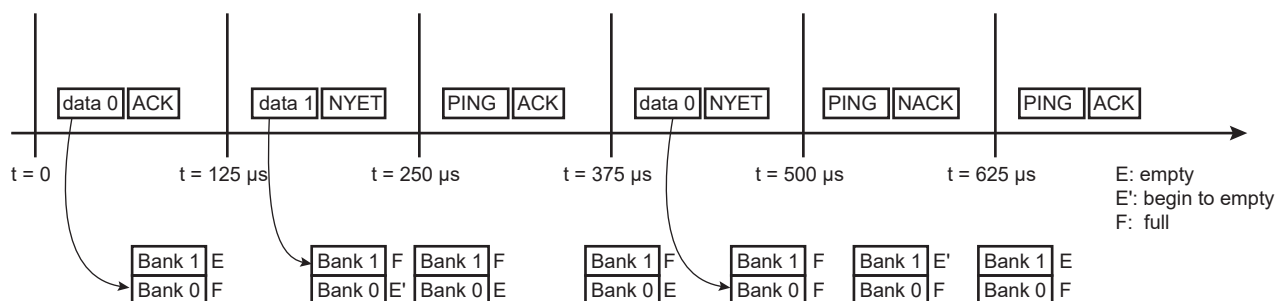 data 0 ACK data 1 NYET PING ACK data 0 NYET PING NACK PING ACK
t = 0 t = 125 μs t = 250 μs t = 375 μs t = 500 μs t = 625 μs
E: empty
E': begin to empty
F: full
Bank 1 E Bank 1 F Bank 1 F Bank 1 F Bank 1 F Bank 1 E' Bank 1 E
Bank 0 F Bank 0 E' Bank 0 E Bank 0 E Bank 0 F Bank 0 F Bank 0 F